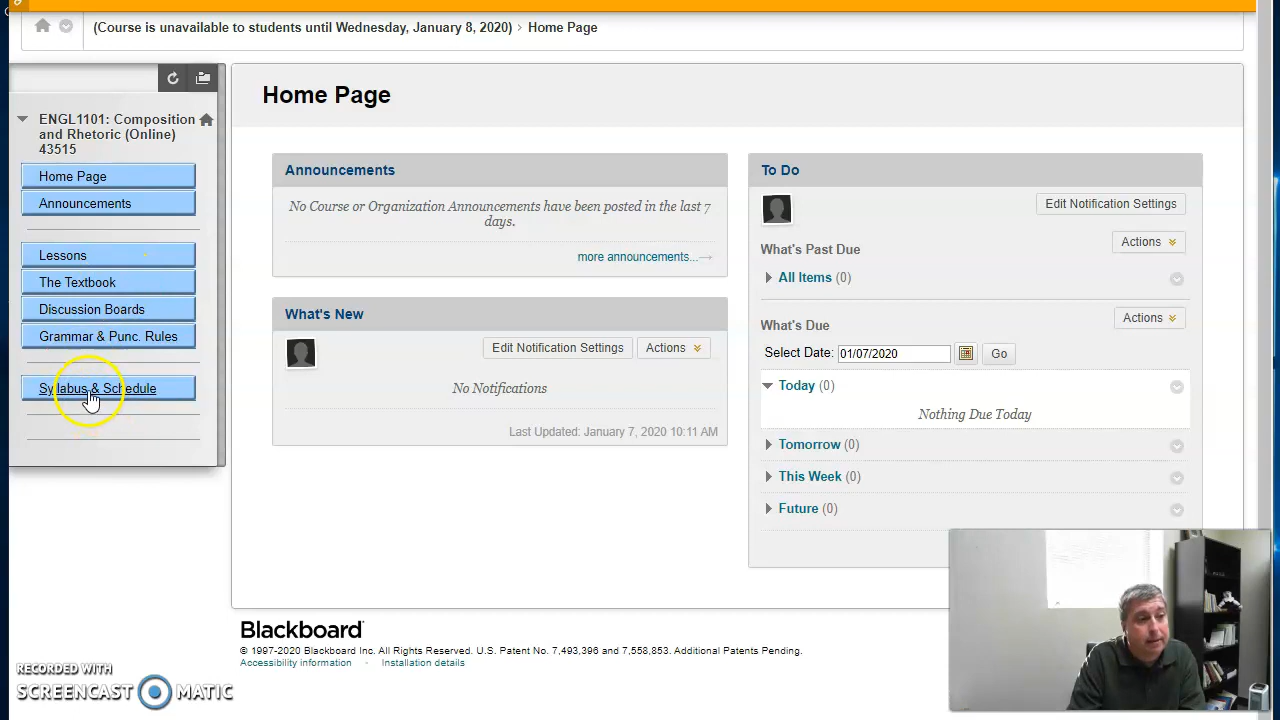 (Course is unavailable to students until Wednesday, January 8, 2020) > Home Page
ENGL1101: Composition
and Rhetoric (Online)
43515
Home Page
Announcements
Lessons
The Textbook
Discussion Boards
Grammar & Punc. Rules
Syllabus & Schedule
Home Page
Announcements
No Course or Organization Announcements have been posted in the last 7
days.
more announcements...→
What's New
Edit Notification Settings
Actions
No Notifications
Last Updated: January 7, 2020 10:11 AM
To Do
Edit Notification Settings
What's Past Due
Actions
All Items (0)
What's Due
Actions
Select Date: 01/07/2020 Go
Today (0)
Nothing Due Today
Tomorrow (0)
This Week (0)
Future (0)
Blackboard
© 1997-2020 Blackboard Inc. All Rights Reserved. U.S. Patent No. 7,493,396 and 7,558,853. Additional Patents Pending.
Accessibility information · Installation details
RECORDED WITH
SCREENCAST MATIC